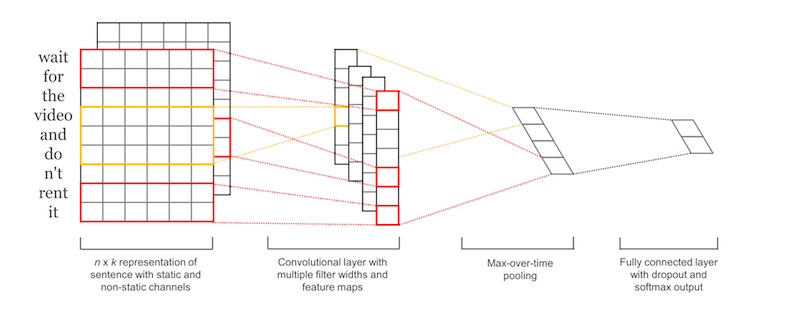 wait
for
the
video
and
do
n't
rent
it
n x k representation of
sentence with static and
non-static channels
Convolutional layer with
multiple filter widths and
feature maps
Max-over-time
pooling
Fully connected layer
with dropout and
softmax output